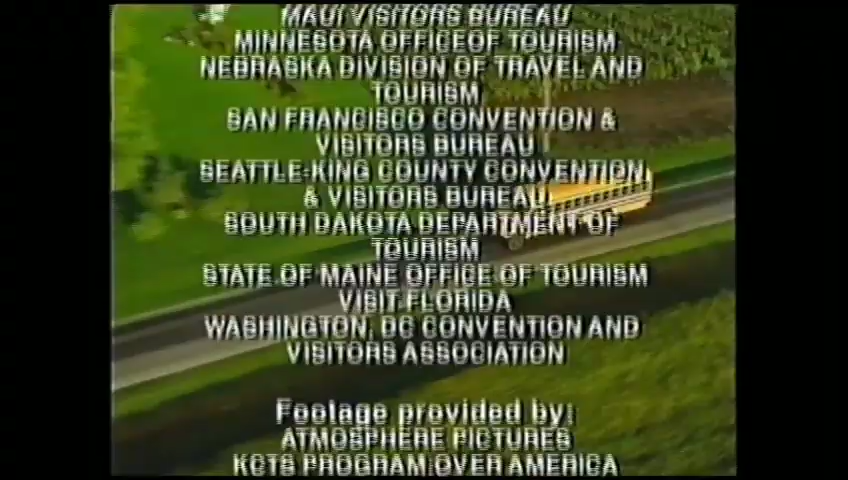 MAUI VISITORS BUREAU
MINNESOTA OFFICEOF TOURISM
NEBRASKA DIVISION OF TRAVEL AND
TOURISM
SAN FRANCISCO CONVENTION &
VISITORS BUREAU
SEATTLE-KING COUNTY CONVENTION
& VISITORS BUREAU
SOUTH DAKOTA DEPARTMENT OF
TOURISM
STATE OF MAINE OFFICE OF TOURISM
VISIT FLORIDA
WASHINGTON, DC CONVENTION AND
VISITORS ASSOCIATION
Footage provided by:
ATMOSPHERE PICTURES
KCTS PROGRAM:OVER AMERICA